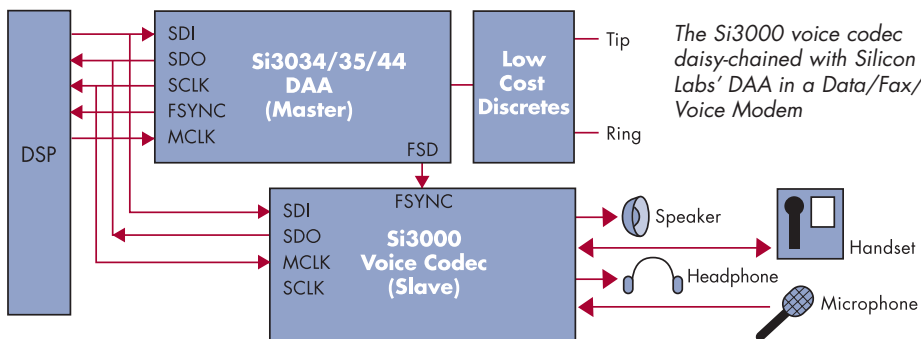 DSP
SDI
SDO
SCLK
FSYNC
MCLK
Si3034/35/44
DAA
(Master)
FSD
Low
Cost
Discretes
Tip
Ring
The Si3000 voice codec
daisy-chained with Silicon
Labs' DAA in a Data/Fax/
Voice Modem
FSYNC
SDI
SDO
MCLK
SCLK
Si3000
Voice Codec
(Slave)
Speaker
Handset
Headphone
Microphone